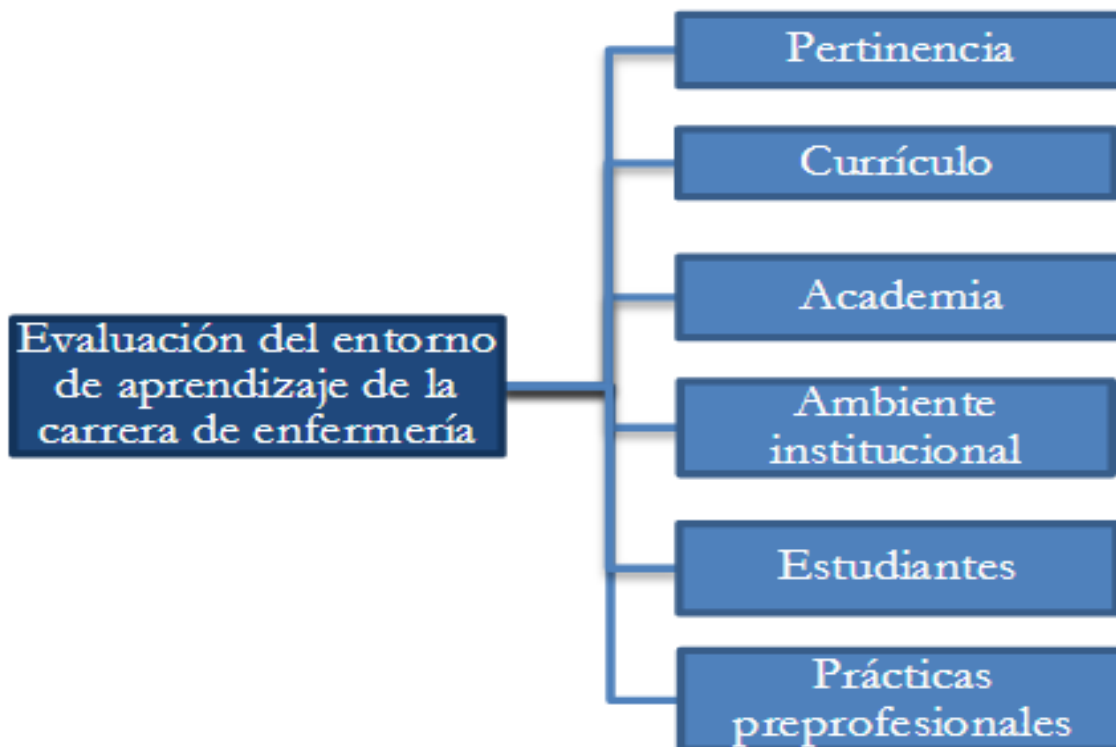 Pertinencia
Currículo
Academia
Evaluación del entorno
de aprendizaje de la
carrera de enfermería
Ambiente
institucional
Estudiantes
Prácticas
preprofesionales